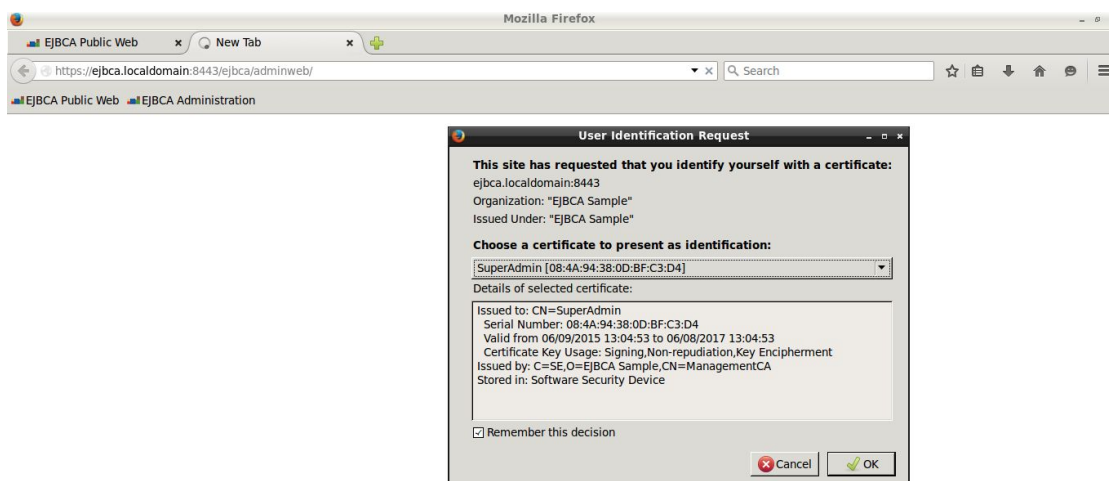 Mozilla Firefox
EJBCA Public Web
New Tab
https://ejbca.localdomain:8443/ejbca/adminweb/
Search
EJBCA Public Web EJBCA Administration
User Identification Request
This site has requested that you identify yourself with a certificate:
ejbca.localdomain:8443
Organization: "EJBCA Sample"
Issued Under: "EJBCA Sample"
Choose a certificate to present as identification:
SuperAdmin [08:4A:94:38:0D:BF:C3:D4]
Details of selected certificate:
Issued to: CN=SuperAdmin
Serial Number: 08:4A:94:38:0D:BF:C3:D4
Valid from 06/09/2015 13:04:53 to 06/08/2017 13:04:53
Certificate Key Usage: Signing,Non-repudiation,Key Encipherment
Issued by: C=SE,O=EJBCA Sample,CN=ManagementCA
Stored in: Software Security Device
Remember this decision
Cancel
OK